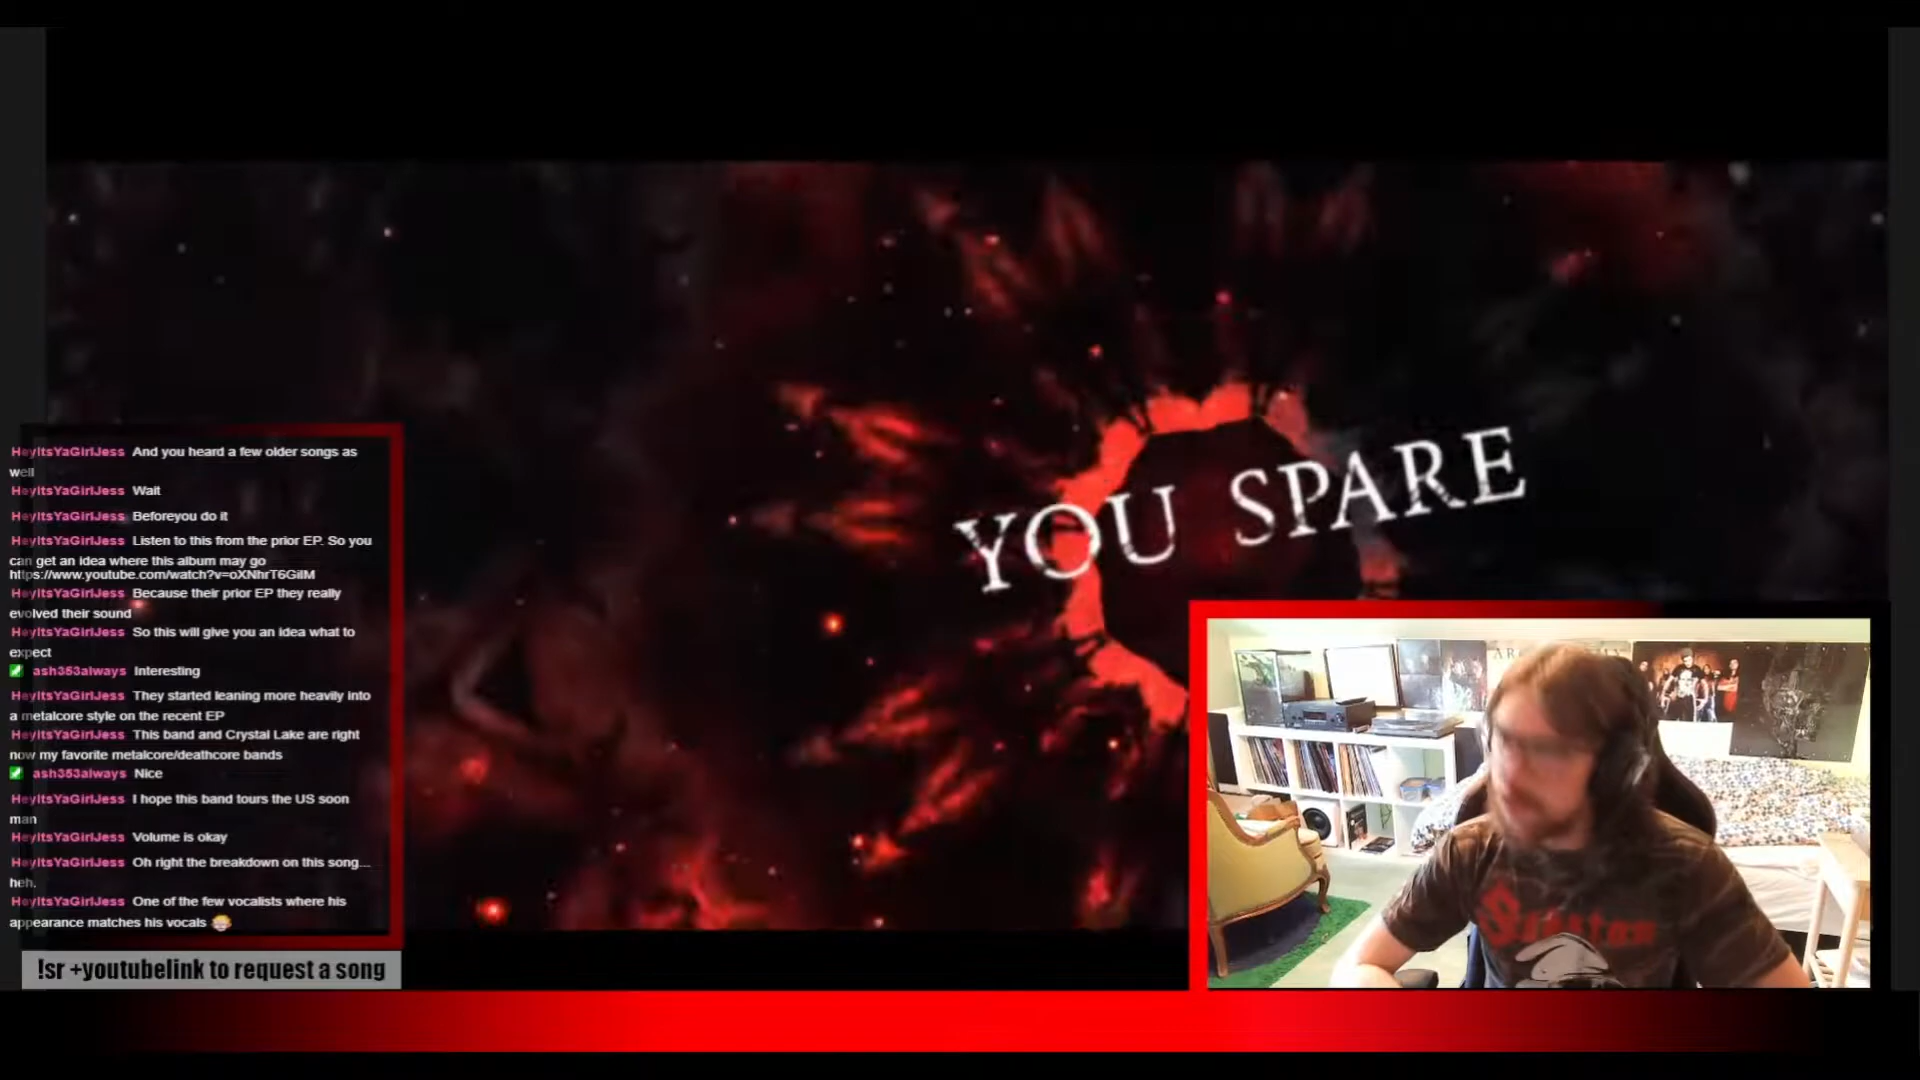 HeyItsYaGirlJess And you heard a few older songs as
well
HeyItsYaGirlJess Wait
HeyItsYaGirlJess Beforeyou do it
HeyItsYaGirlJess Listen to this from the prior EP. So you
can get an idea where this album may go
https://www.youtube.com/watch?v=oXNhrT6GilM
HeyItsYaGirlJess Because their prior EP they really
evolved their sound
HeyItsYaGirlJess So this will give you an idea what to
expect
ash353always Interesting
HeyItsYaGirlJess They started leaning more heavily into
a metalcore style on the recent EP
HeyItsYaGirlJess This band and Crystal Lake are right
now my favorite metalcore/deathcore bands
ash353always Nice
HeyItsYaGirlJess I hope this band tours the US soon
man
HeyItsYaGirlJess Volume is okay
HeyItsYaGirlJess Oh right the breakdown on this song...
heh.
HeyItsYaGirlJess One of the few vocalists where his
appearance matches his vocals
!sr +youtubelink to request a song
YOU SPARE
Sabaton